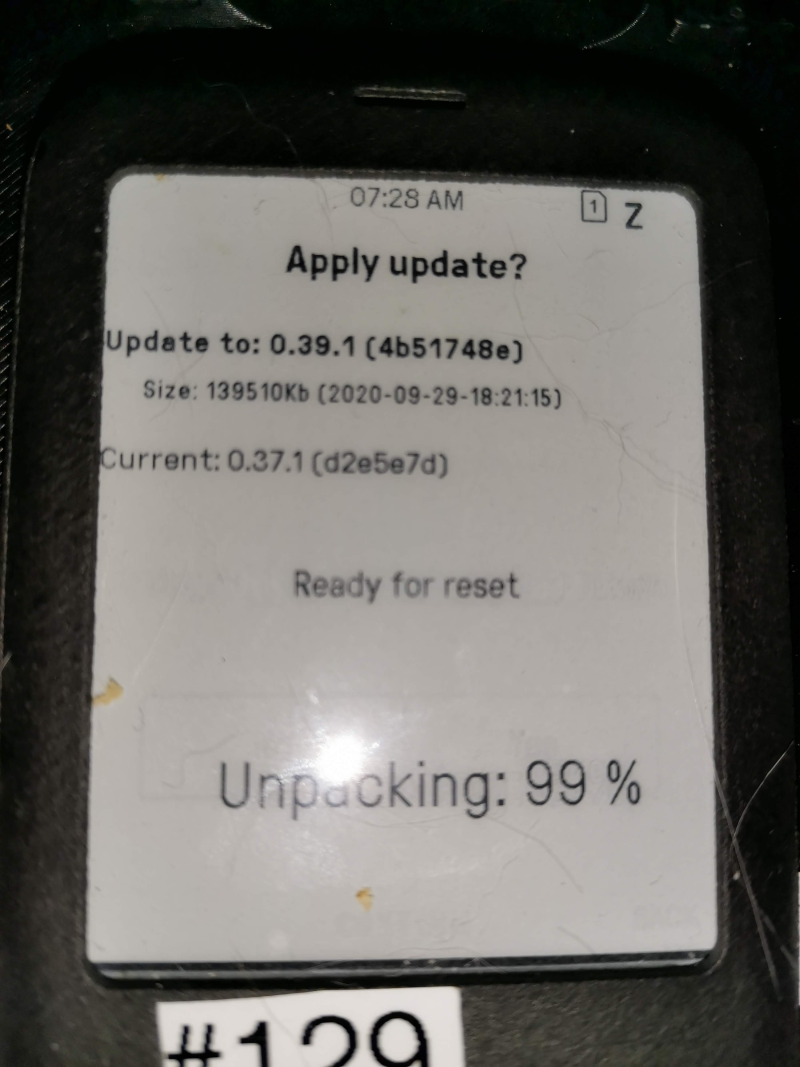 07:28 AM 1 Z
Apply update?
Update to: 0.39.1 (4b51748e)
Size: 139510Kb (2020-09-29-18:21:15)
Current: 0.37.1 (d2e5e7d)
Ready for reset
Unpacking: 99 %
#129